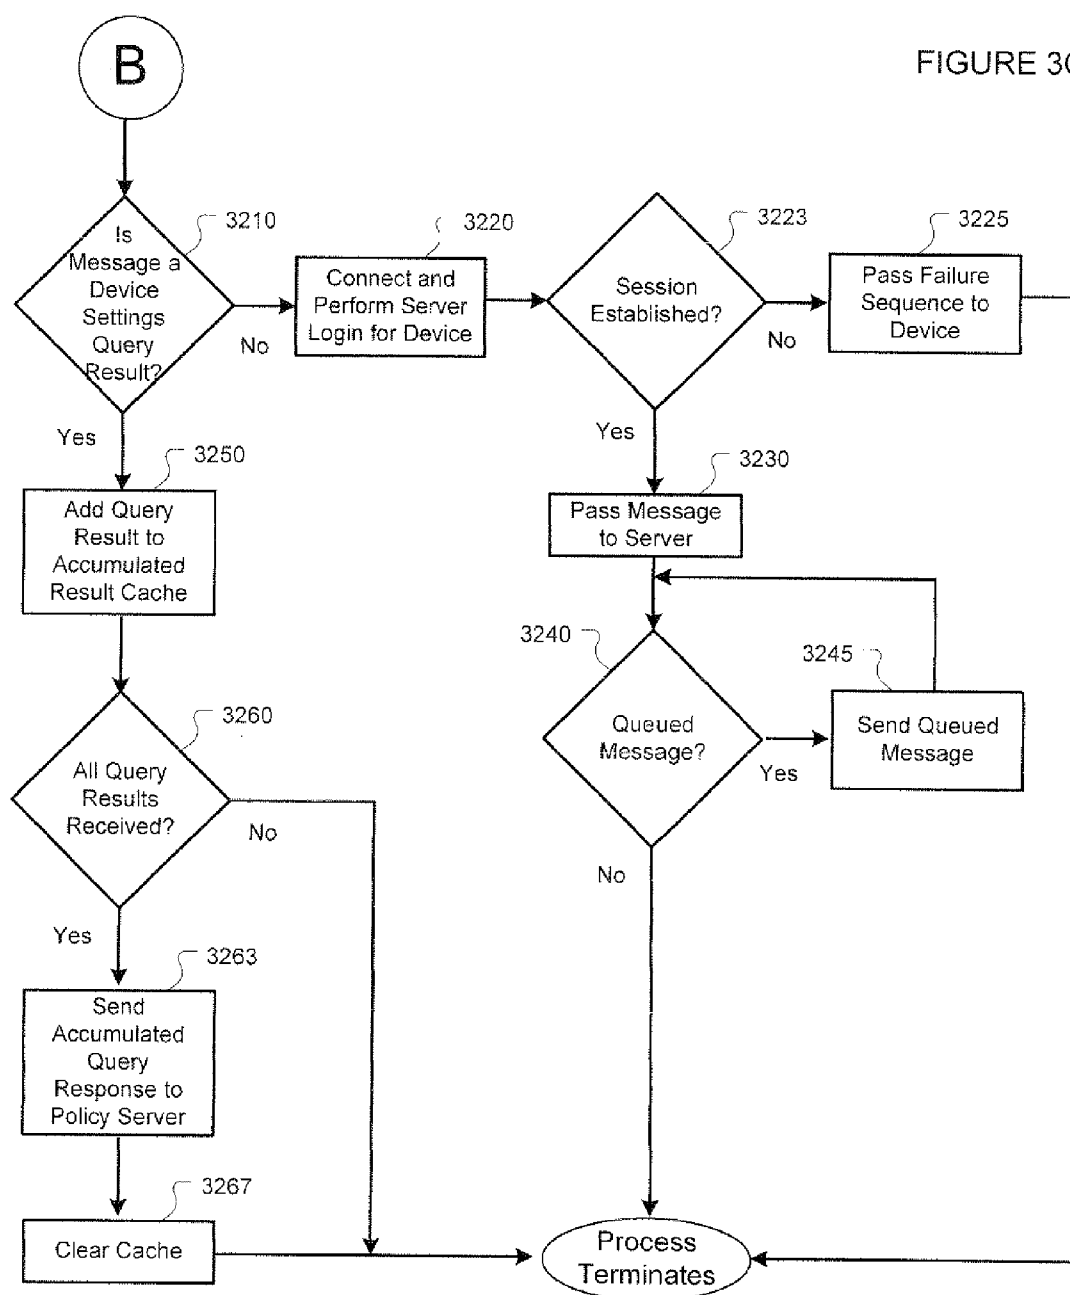 B
FIGURE 3C
3210
Is
Message a
Device
Settings
Query
Result?
No
Yes
3220
Connect and
Perform Server
Login for Device
3223
Session
Established?
No
Yes
3225
Pass Failure
Sequence to
Device
3250
Add Query
Result to
Accumulated
Result Cache
3230
Pass Message
to Server
3240
Queued
Message?
Yes
No
3245
Send Queued
Message
3260
All Query
Results
Received?
No
Yes
3263
Send
Accumulated
Query
Response to
Policy Server
3267
Clear Cache
Process
Terminates